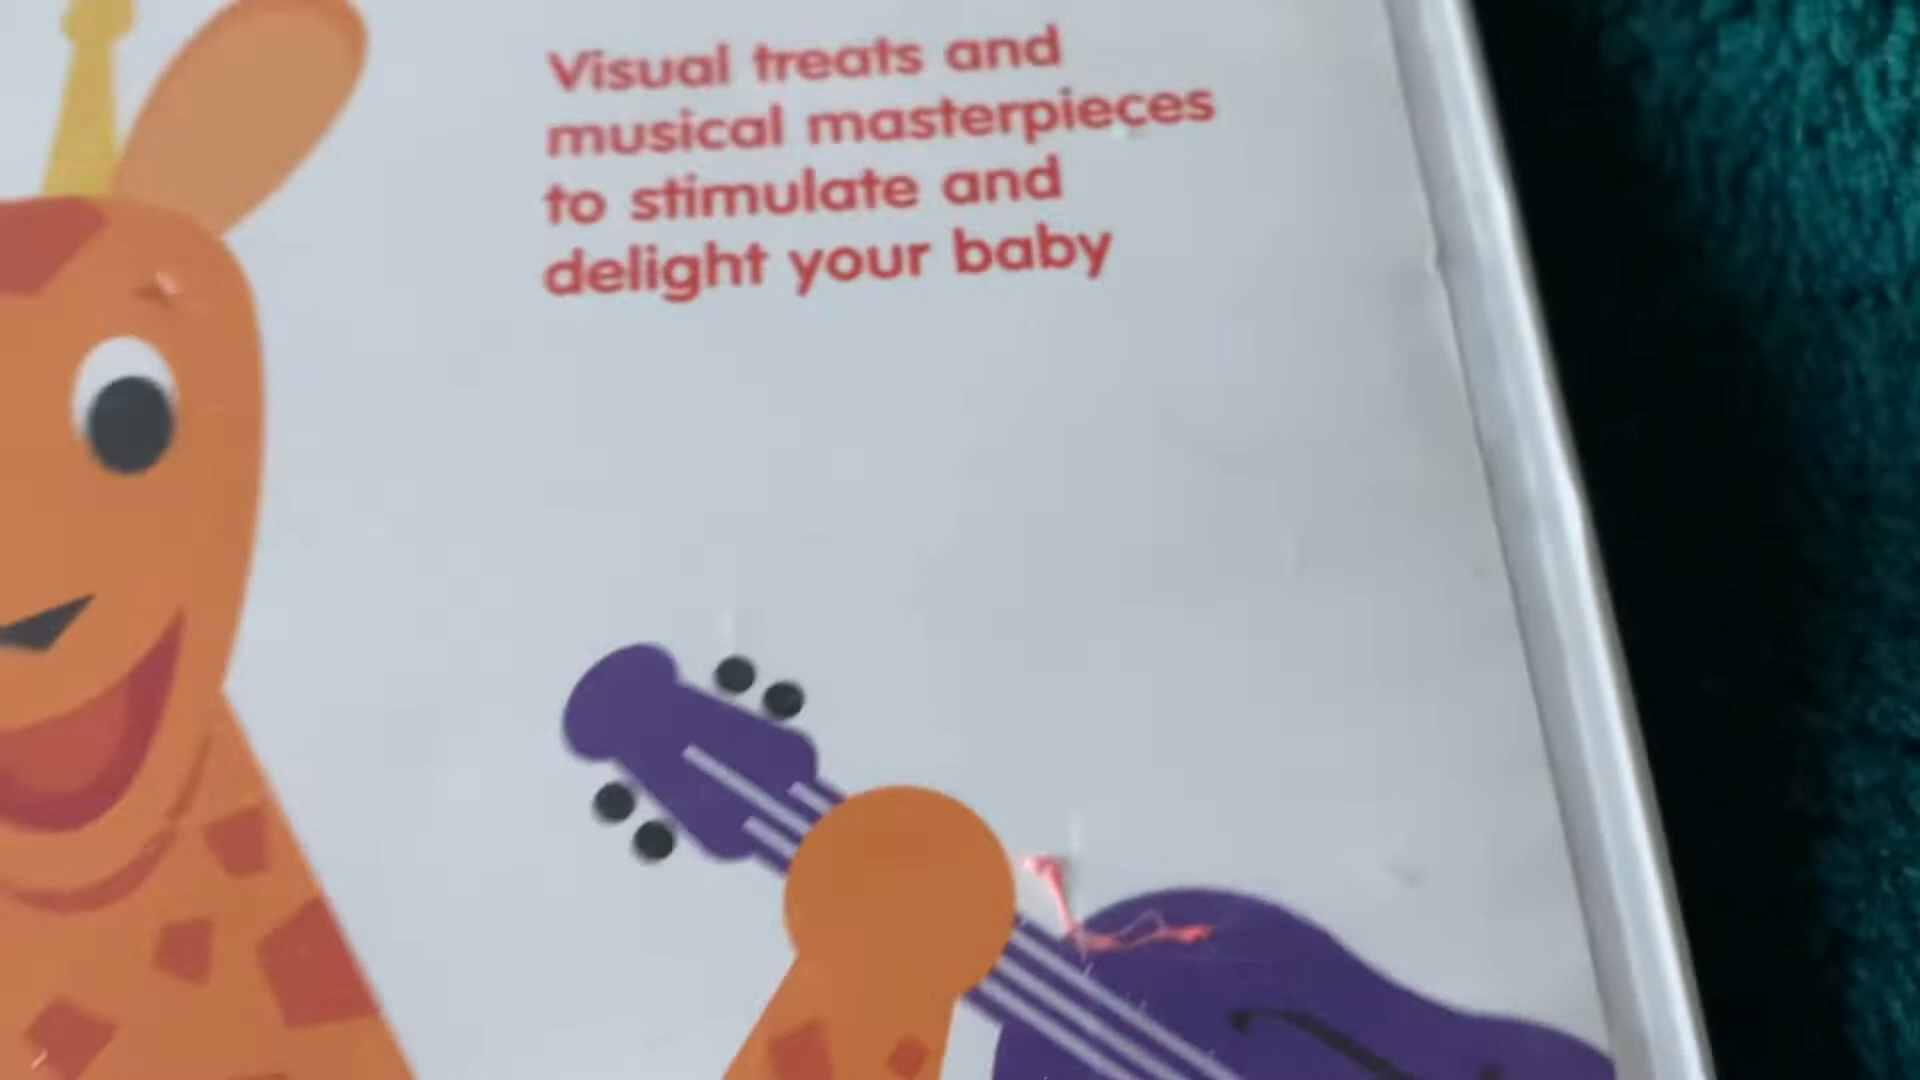 Visual treats and
musical masterpieces
to stimulate and
delight your baby